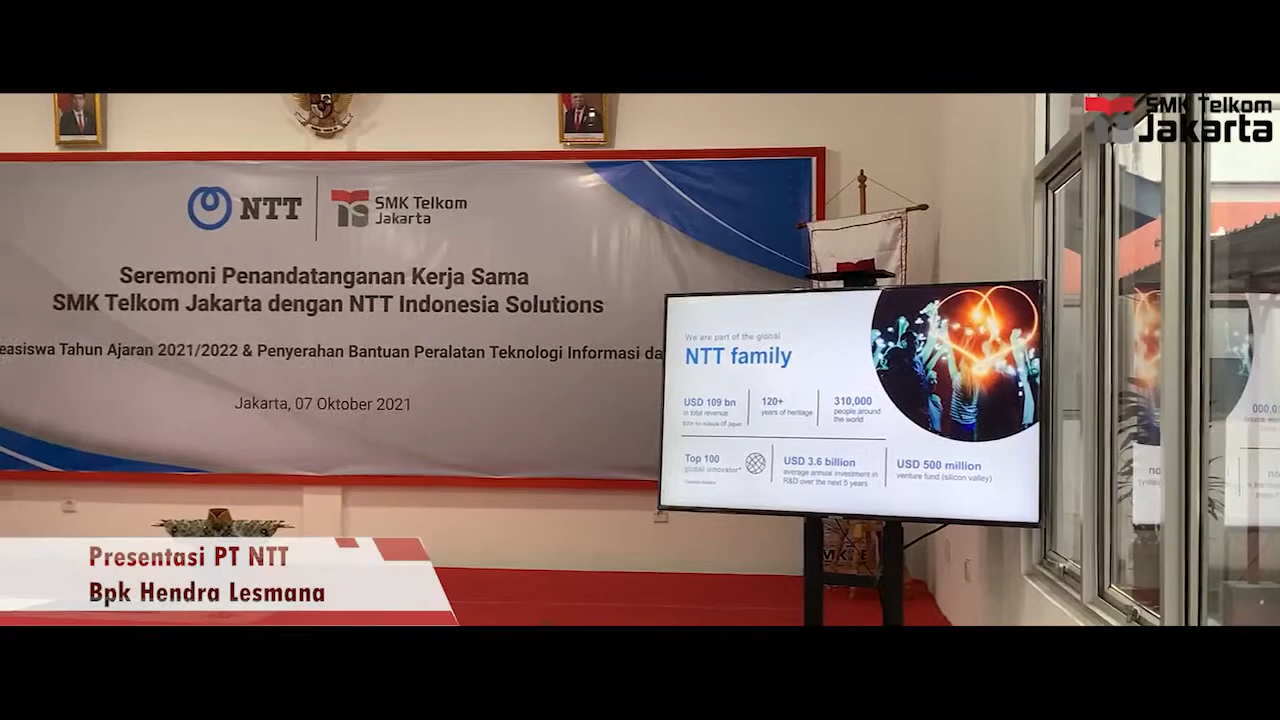 SMK Telkom
Jakarta
NTT
SMK Telkom
Jakarta
Seremoni Penandatanganan Kerja Sama
SMK Telkom Jakarta dengan NTT Indonesia Solutions
easiswa Tahun Ajaran 2021/2022 & Penyerahan Bantuan Peralatan Teknologi Informasi da
Jakarta, 07 Oktober 2021
We are part of the global
NTT family
USD 109 bn
in total revenue
120+
years of heritage
310,000
people around
the world
Top 100
global innovator*
USD 3.6 billion
average annual investment in
R&D over the next 5 years
USD 500 million
venture fund (silicon valley)
Presentasi PT NTT
Bpk Hendra Lesmana